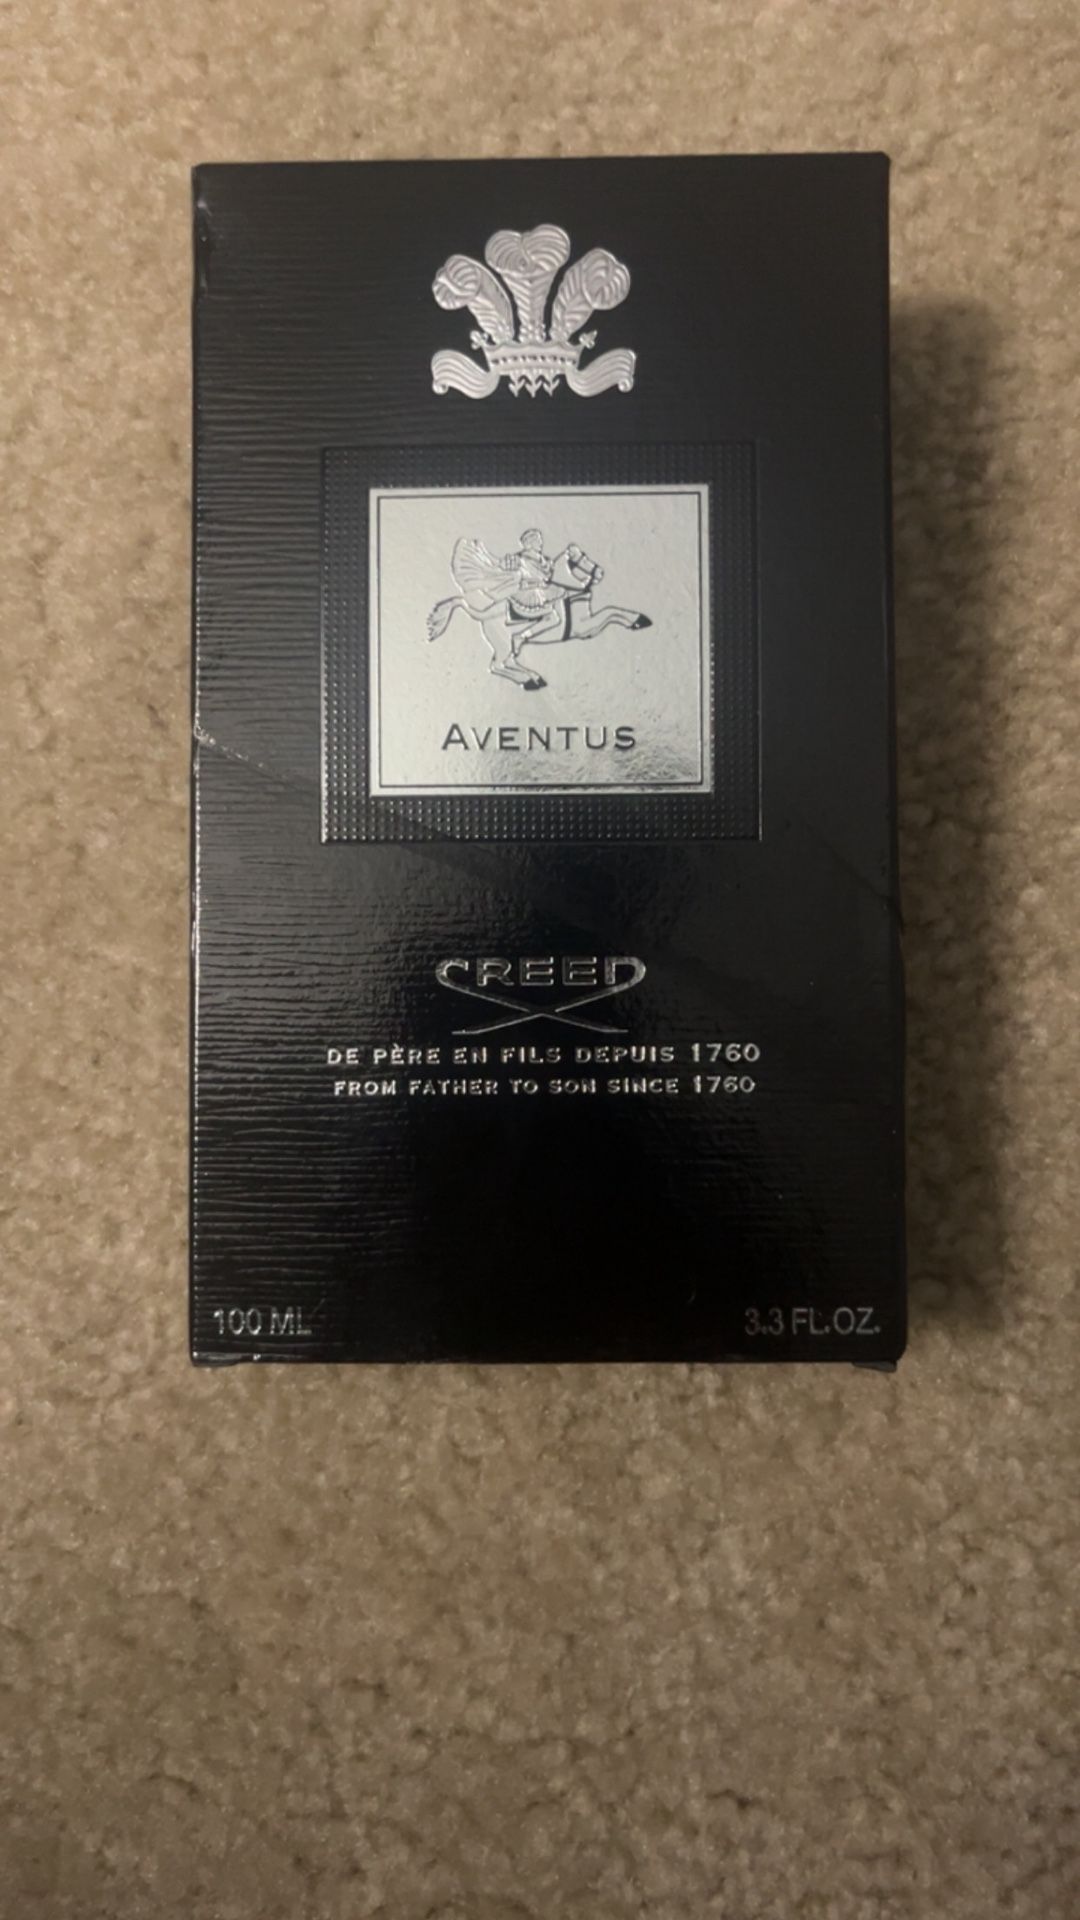 AVENTUS
CREED
DE PÈRE EN FILS DEPUIS 1760
FROM FATHER TO SON SINCE 1760
100 ML
3.3 FL.OZ.